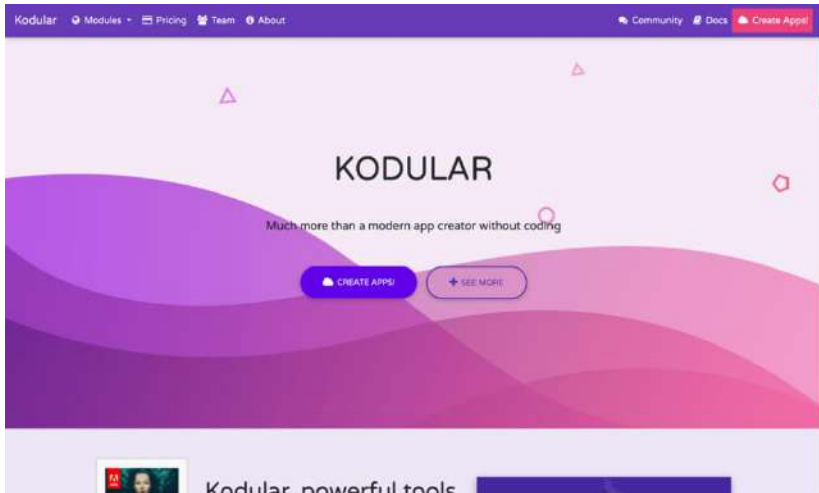 Kodular Modules Pricing Team About Community Docs Create Apps!
KODULAR
Much more than a modern app creator without coding
CREATE APPS! SEE MORE
Kodular, powerful tools